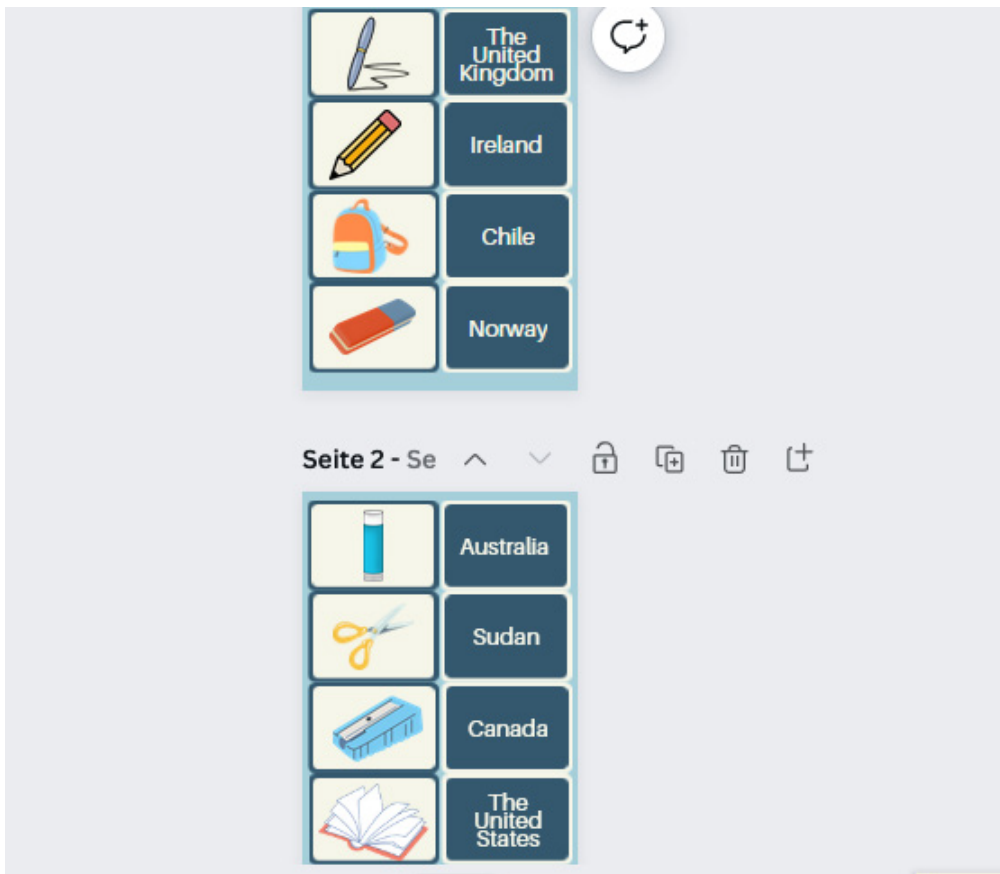 The
United
Kingdom
Ireland
Chile
Norway
Seite 2 - Se
Australia
Sudan
Canada
The
United
States